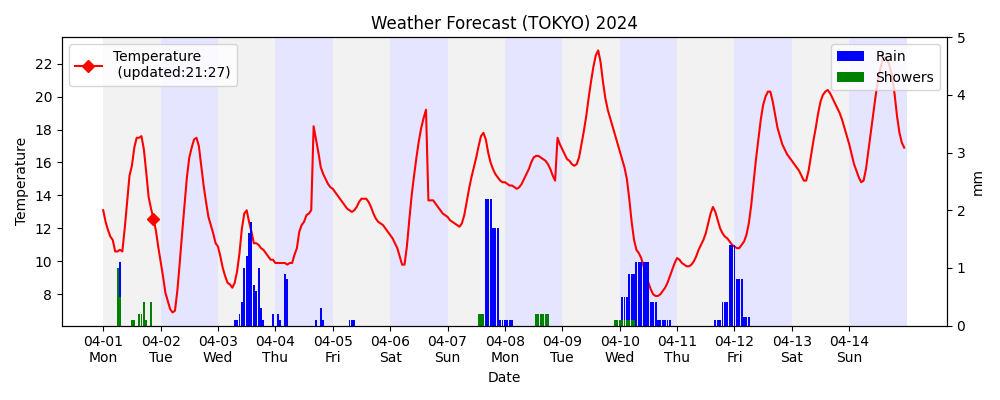 Weather Forecast (TOKYO) 2024
Temperature
(updated:21:27)
Rain
Showers
Temperature
22
20
18
16
14
12
10
8
5
4
3
2
1
0
mm
04-01 04-02 04-03 04-04 04-05 04-06 04-07 04-08 04-09 04-10 04-11 04-12 04-13 04-14
Mon Tue Wed Thu Fri Sat Sun Mon Tue Wed Thu Fri Sat Sun
Date